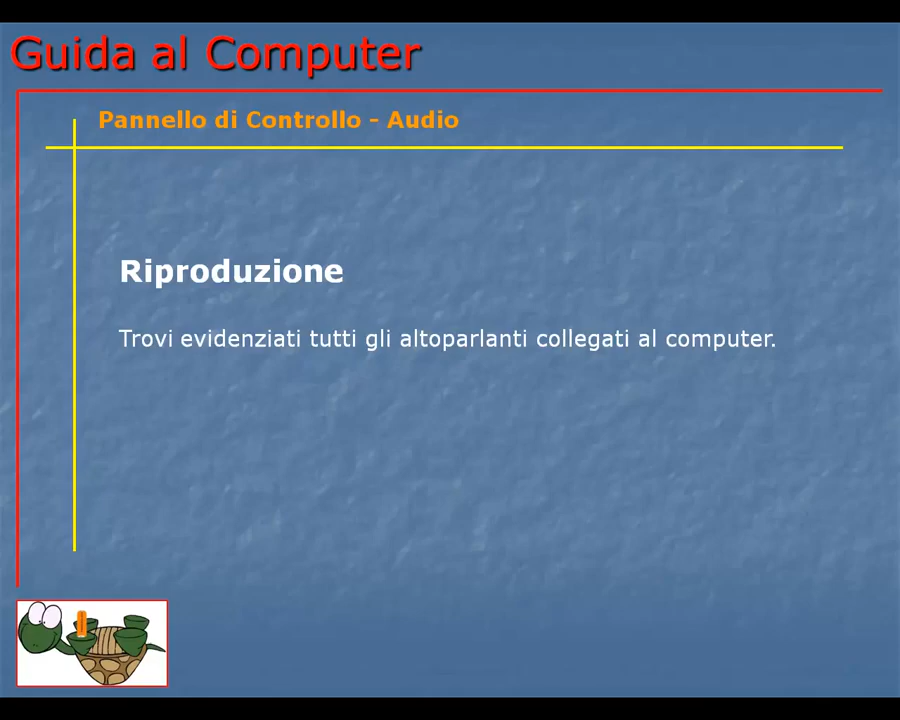 Guida al Computer
Pannello di Controllo - Audio
Riproduzione
Trovi evidenziati tutti gli altoparlanti collegati al computer.